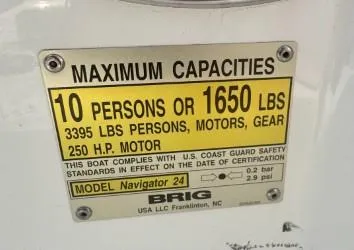 MAXIMUM CAPACITIES
10 PERSONS OR 1650 LBS
3395 LBS PERSONS, MOTORS, GEAR
250 H.P. MOTOR
THIS BOAT COMPLIES WITH U.S. COAST GUARD SAFETY
STANDARDS IN EFFECT ON THE DATE OF CERTIFICATION
MODEL Navigator 24
0.2 bar
2.9 psi
BRIG
USA LLC Franklinton, NC